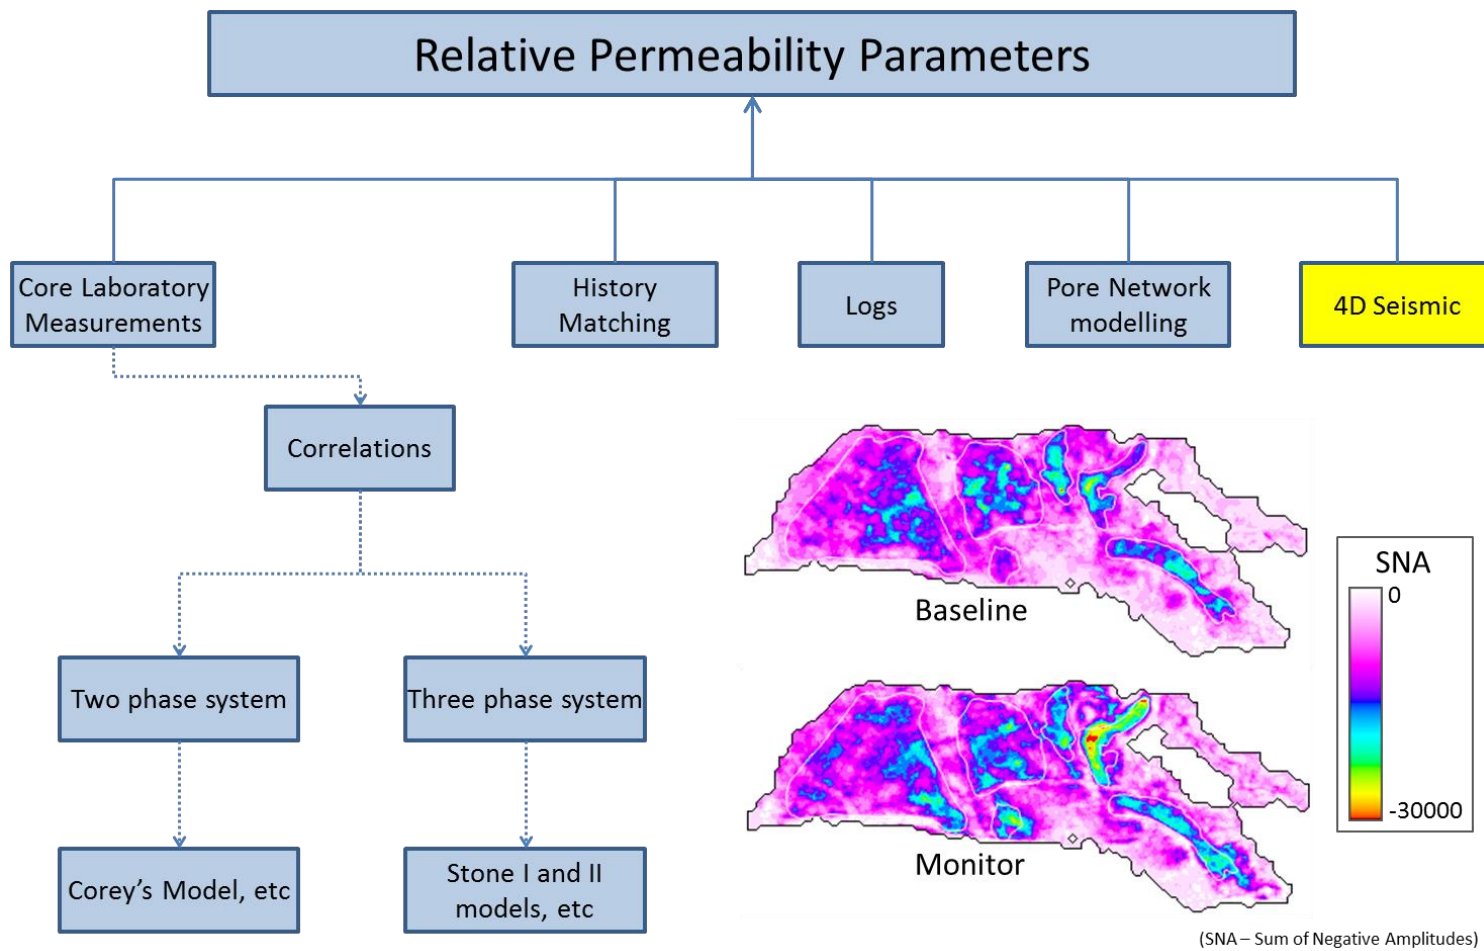 Relative Permeability Parameters
Core Laboratory
Measurements
History
Matching
Logs
Pore Network
modelling
4D Seismic
Correlations
Two phase system
Three phase system
Corey's Model, etc
Stone I and II
models, etc
Baseline
Monitor
SNA
0
-30000
(SNA – Sum of Negative Amplitudes)